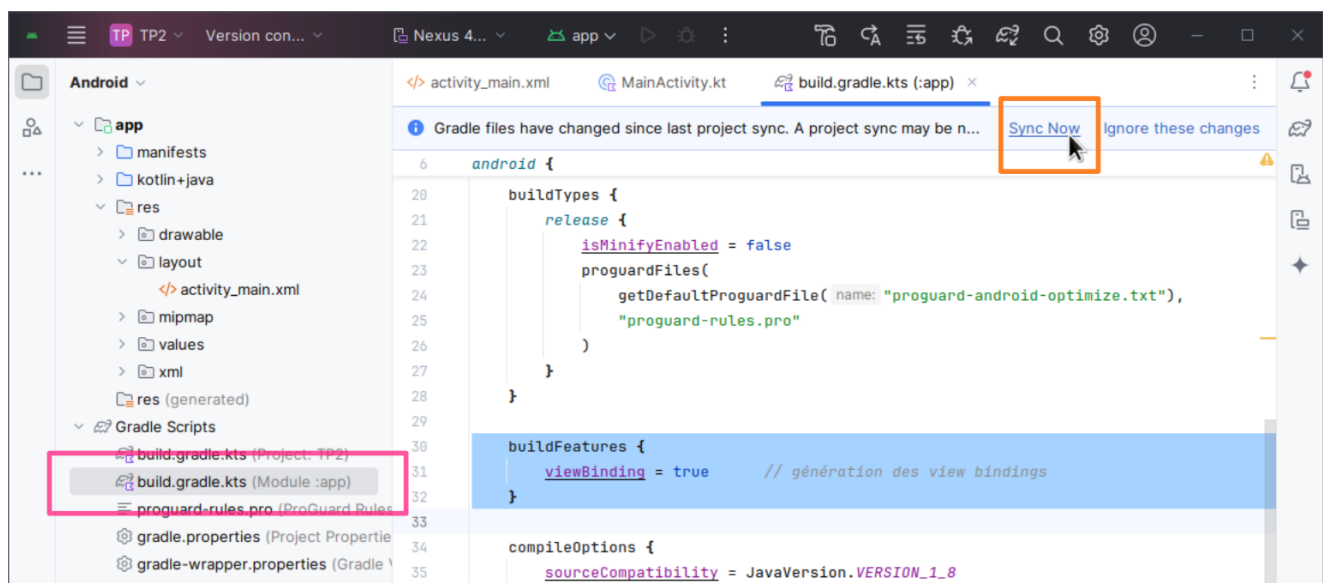 TP TP2 Version con... Nexus 4... app
Android
activity_main.xml MainActivity.kt build.gradle.kts (:app)
app
manifests
kotlin+java
res
drawable
layout
activity_main.xml
mipmap
values
xml
res (generated)
Gradle Scripts
build.gradle.kts (Project: TP2)
build.gradle.kts (Module :app)
proguard-rules.pro (ProGuard Rules
gradle.properties (Project Propertie
gradle-wrapper.properties (Gradle
Gradle files have changed since last project sync. A project sync may be n... Sync Now Ignore these changes
6 android {
20 buildTypes {
21 release {
22 isMinifyEnabled = false
23 proguardFiles(
24 getDefaultProguardFile( name: "proguard-android-optimize.txt"),
25 "proguard-rules.pro"
26 )
27 }
28 }
29
30 buildFeatures {
31 viewBinding = true // génération des view bindings
32 }
33
34 compileOptions {
35 sourceCompatibility = JavaVersion.VERSION_1_8